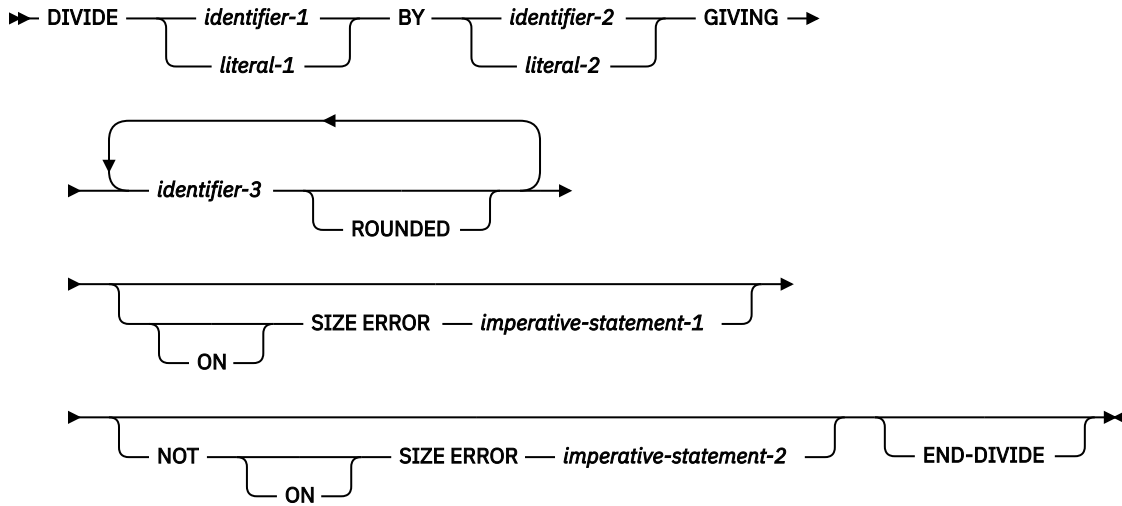 DIVIDE identifier-1 BY identifier-2 GIVING
literal-1 literal-2
identifier-3
ROUNDED
SIZE ERROR imperative-statement-1
ON
NOT SIZE ERROR imperative-statement-2 END-DIVIDE
ON